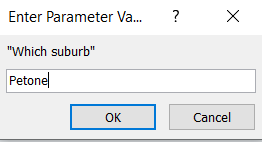 Enter Parameter Va... ?
"Which suburb"
Petone
OK Cancel